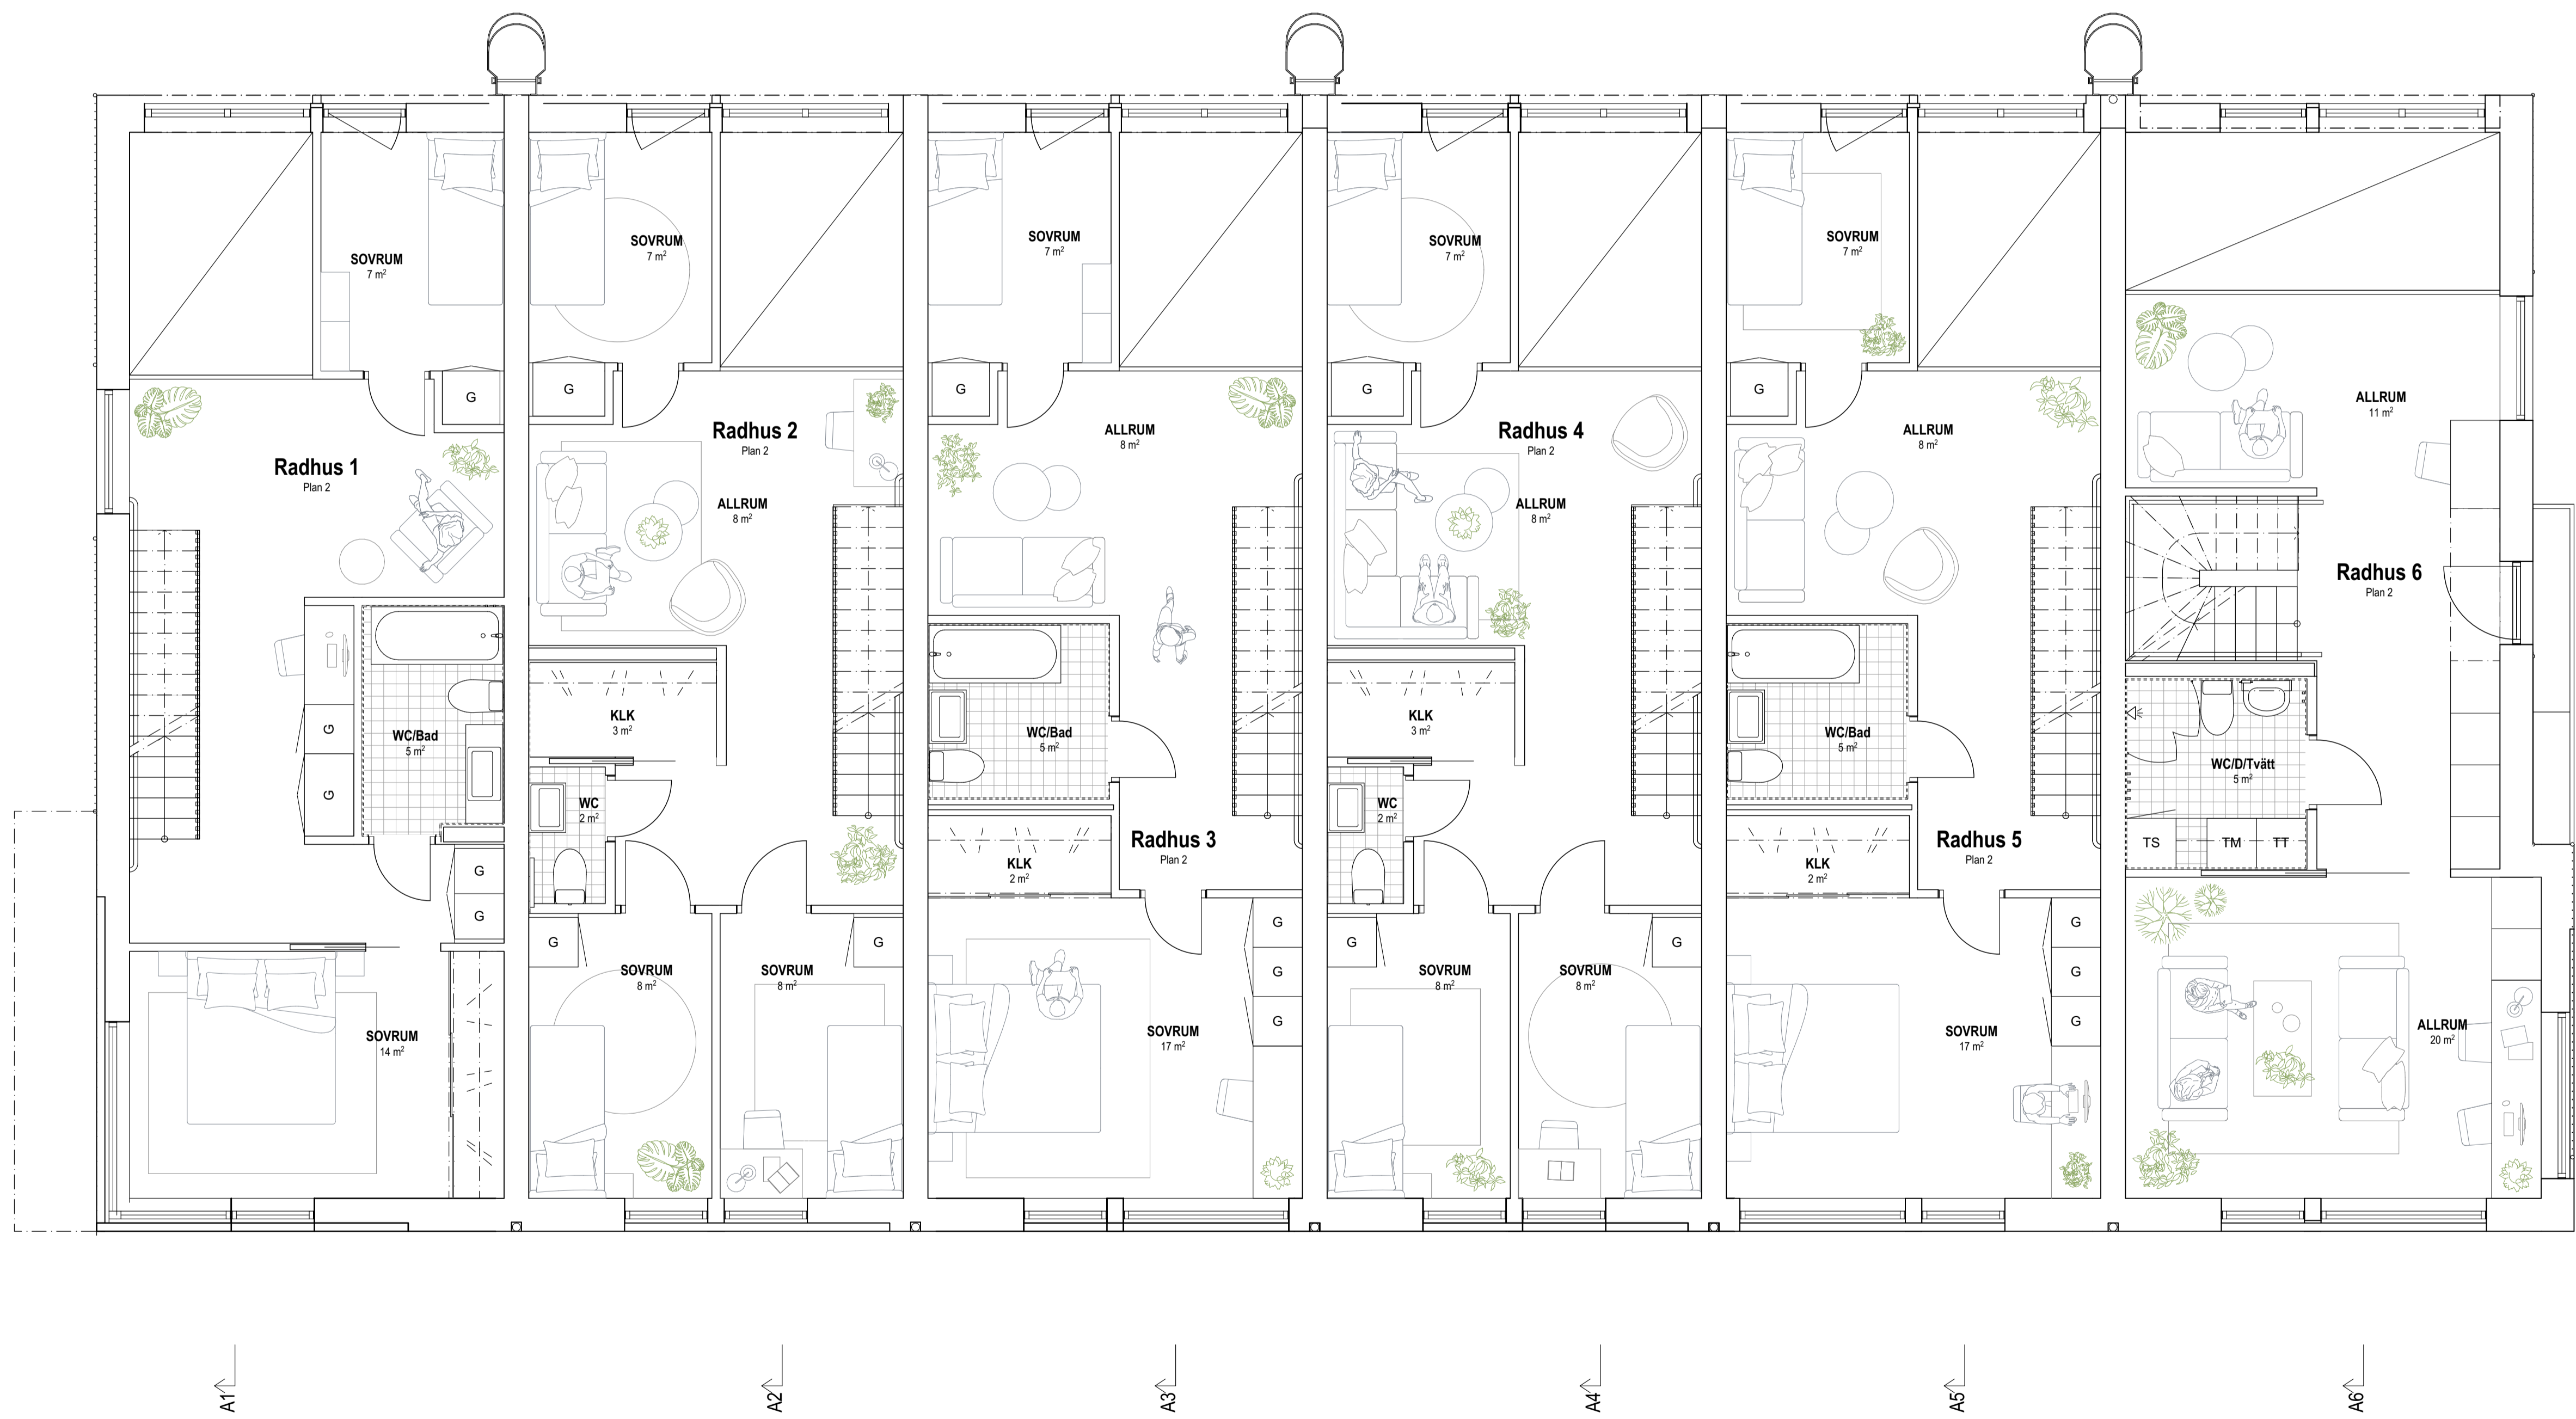 SOVRUM
7 m²
G
Radhus 1
Plan 2
WC/Bad
5 m²
G
G
G
G
SOVRUM
14 m²
SOVRUM
7 m²
G
Radhus 2
Plan 2
ALLRUM
8 m²
KLK
3 m²
WC
2 m²
G
G
SOVRUM
8 m²
SOVRUM
8 m²
SOVRUM
7 m²
G
ALLRUM
8 m²
WC/Bad
5 m²
Radhus 3
Plan 2
KLK
2 m²
G
G
G
SOVRUM
17 m²
SOVRUM
7 m²
G
Radhus 4
Plan 2
ALLRUM
8 m²
KLK
3 m²
WC
2 m²
G
G
SOVRUM
8 m²
SOVRUM
8 m²
SOVRUM
7 m²
G
ALLRUM
8 m²
WC/Bad
5 m²
Radhus 5
Plan 2
KLK
2 m²
G
G
G
SOVRUM
17 m²
ALLRUM
11 m²
Radhus 6
Plan 2
WC/D/Tvätt
5 m²
TS
TM
TT
ALLRUM
20 m²
A1
A2
A3
A4
A5
A6